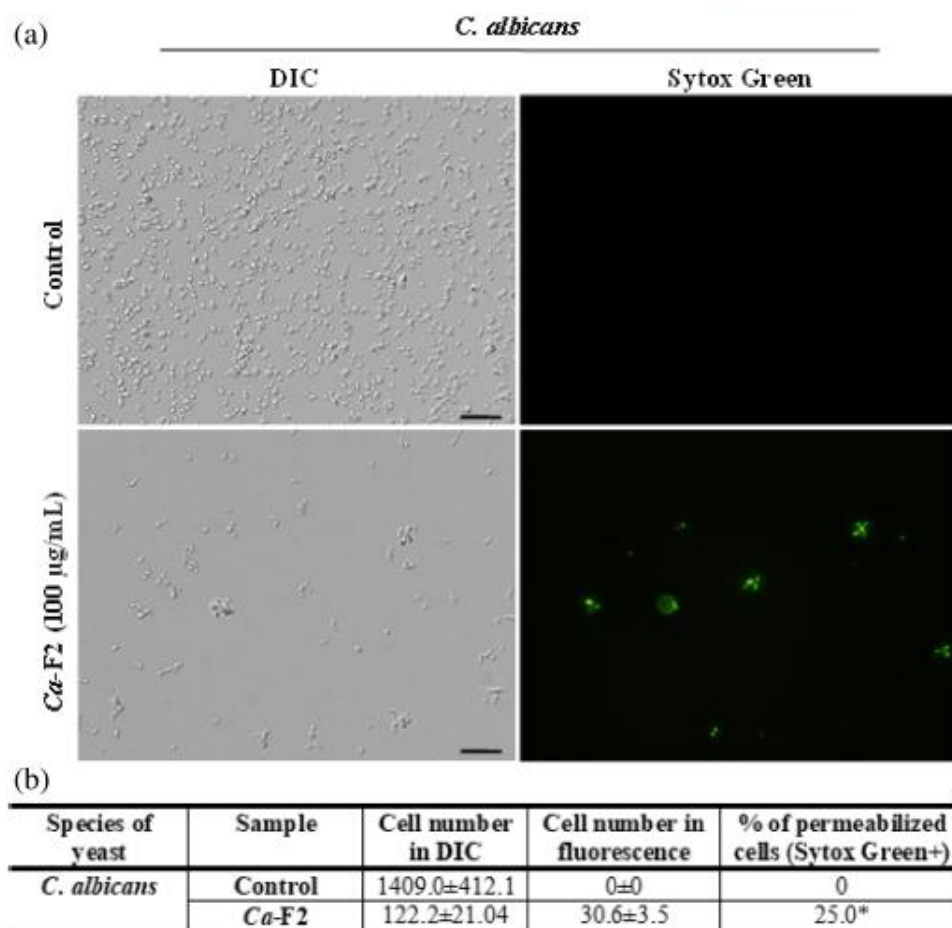 (a)
C. albicans
DIC Sytox Green
Control
Ca-F2 (100 µg/mL)
(b)
Species of yeast Sample Cell number in DIC Cell number in fluorescence % of permeabilized cells (Sytox Green+)
C. albicans Control 1409.0±412.1 0±0 0
Ca-F2 122.2±21.04 30.6±3.5 25.0*